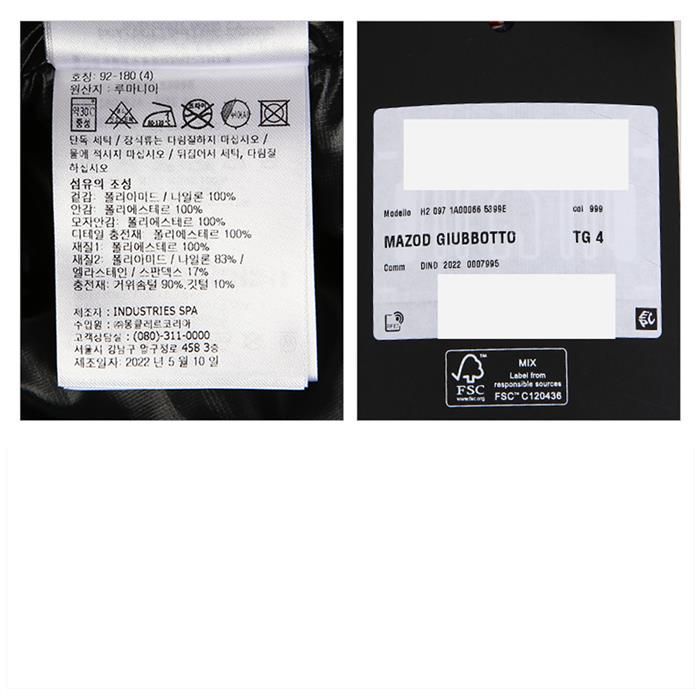 호칭: 92-180 (4)
원산지 : 루마니아
약30℃
중성
120-160
드라이
단독 세탁 / 장식류는 다림질하지 마십시오 /
물에 적시지 마십시오 / 뒤집어서 세탁, 다림질
하십시오
섬유의 조성
겉감: 폴리아미드 / 나일론 100%
안감: 폴리에스테르 100%
모자안감: 폴리에스테르 100%
디테일 충전재 폴리에스테르 100%
재질1: 폴리에스테르 100%
재질2: 폴리아미드 / 나일론 83% /
엘라스테인 / 스판덱스 17%
충전재: 거위솜털 90%.깃털 10%
제조자 : INDUSTRIES SPA
수입원 : ㈜몽클레르코리아
고객상담실 : (080)-311-0000
서울시 강남구 압구정로 458 3층
제조일자: 2022 년 5 월 10 일
Modello H2 097 1A00066 5399E col 999
MAZOD GIUBBOTTO TG 4
Comm DIND 2022 0007995
FSC
www.fsc.org
MIX
Label from
responsible sources
FSC™ C120436